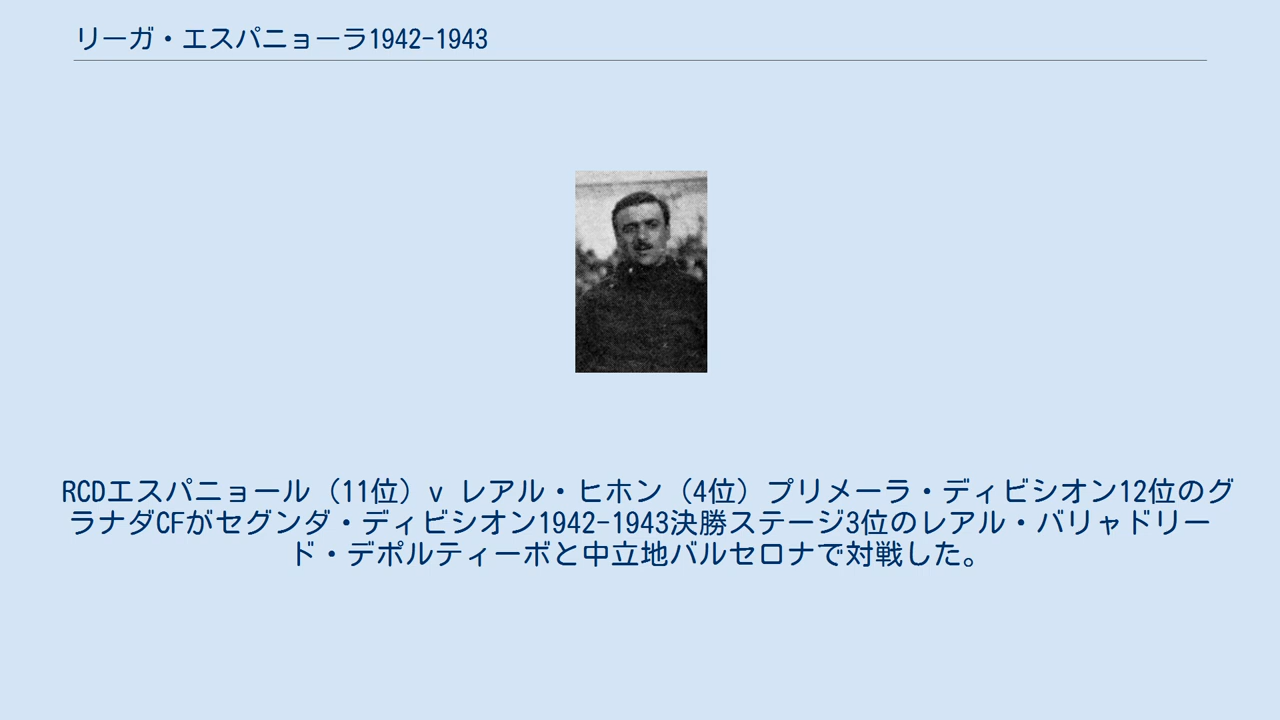 リーガ・エスパニョーラ1942-1943
RCDエスパニョール（11位）v レアル・ヒホン（4位）プリメーラ・ディビシオン12位のグ
ラナダCFがセグンダ・ディビシオン1942-1943決勝ステージ3位のレアル・バリャドリー
ド・デポルティーボと中立地バルセロナで対戦した。